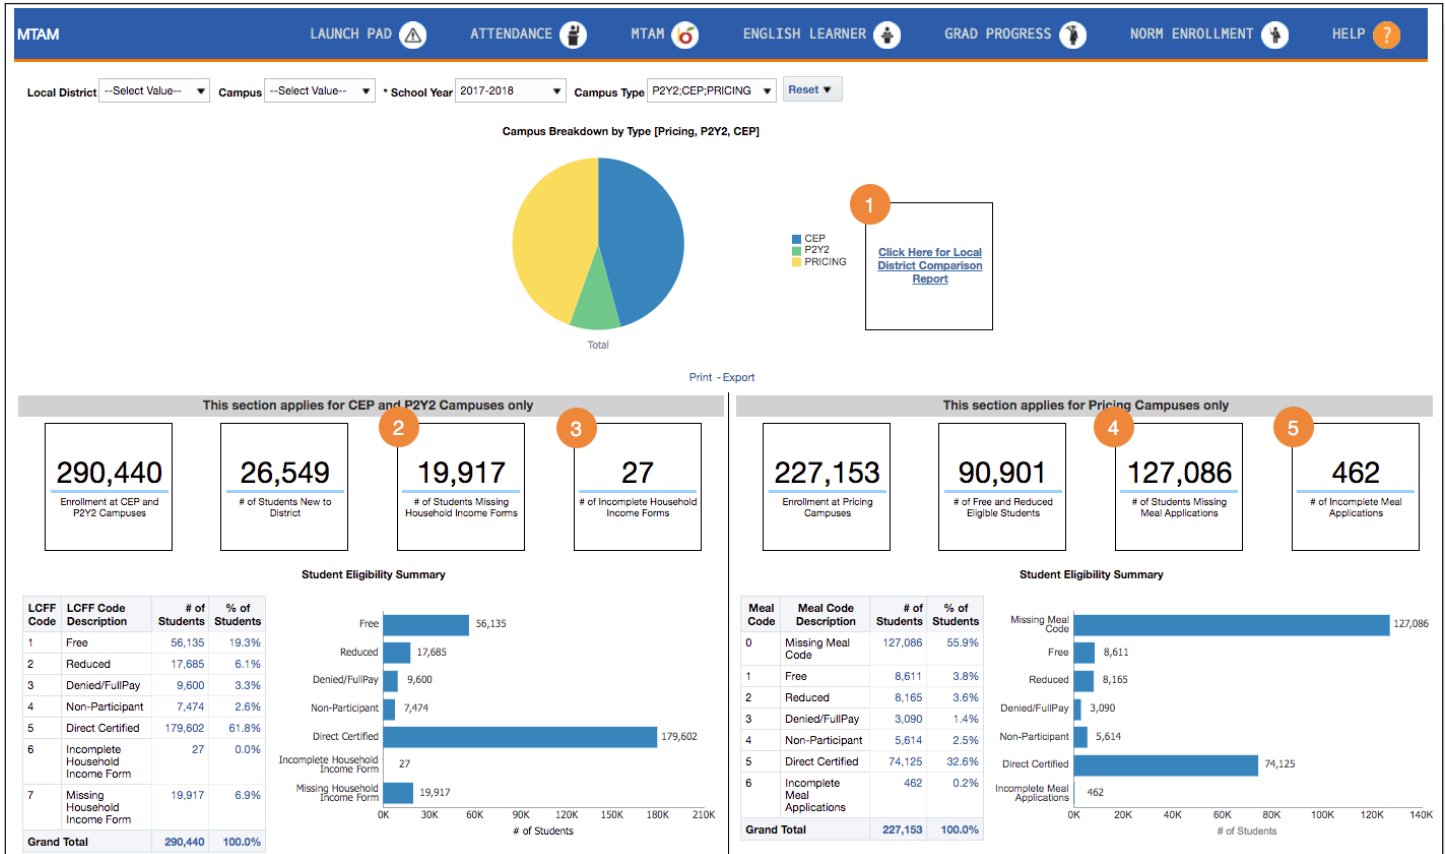 MTAM
LAUNCH PAD
ATTENDANCE
MTAM
ENGLISH LEARNER
GRAD PROGRESS
NORM ENROLLMENT
HELP ?
Local District --Select Value-- Campus --Select Value-- * School Year 2017-2018 Campus Type P2Y2;CEP;PRICING Reset
Campus Breakdown by Type [Pricing, P2Y2, CEP]
CEP
P2Y2
PRICING
Total
1
Click Here for Local
District Comparison
Report
Print - Export
This section applies for CEP and P2Y2 Campuses only
290,440
Enrollment at CEP and
P2Y2 Campuses
26,549
# of Students New to
District
2
19,917
# of Students Missing
Household Income Forms
3
27
# of Incomplete Household
Income Forms
Student Eligibility Summary
LCFF Code LCFF Code Description # of Students % of Students
1 Free 56,135 19.3%
2 Reduced 17,685 6.1%
3 Denied/FullPay 9,600 3.3%
4 Non-Participant 7,474 2.6%
5 Direct Certified 179,602 61.8%
6 Incomplete Household Income Form 27 0.0%
7 Missing Household Income Form 19,917 6.9%
Grand Total 290,440 100.0%
Free 56,135
Reduced 17,685
Denied/FullPay 9,600
Non-Participant 7,474
Direct Certified 179,602
Incomplete Household
Income Form 27
Missing Household
Income Form 19,917
0K 30K 60K 90K 120K 150K 180K 210K
# of Students
This section applies for Pricing Campuses only
227,153
Enrollment at Pricing
Campuses
90,901
# of Free and Reduced
Eligible Students
4
127,086
# of Students Missing
Meal Applications
5
462
# of Incomplete Meal
Applications
Student Eligibility Summary
Meal Code Meal Code Description # of Students % of Students
0 Missing Meal Code 127,086 55.9%
1 Free 8,611 3.8%
2 Reduced 8,165 3.6%
3 Denied/FullPay 3,090 1.4%
4 Non-Participant 5,614 2.5%
5 Direct Certified 74,125 32.6%
6 Incomplete Meal Applications 462 0.2%
Grand Total 227,153 100.0%
Missing Meal
Code 127,086
Free 8,611
Reduced 8,165
Denied/FullPay 3,090
Non-Participant 5,614
Direct Certified 74,125
Incomplete Meal
Applications 462
0K 20K 40K 60K 80K 100K 120K 140K
# of Students